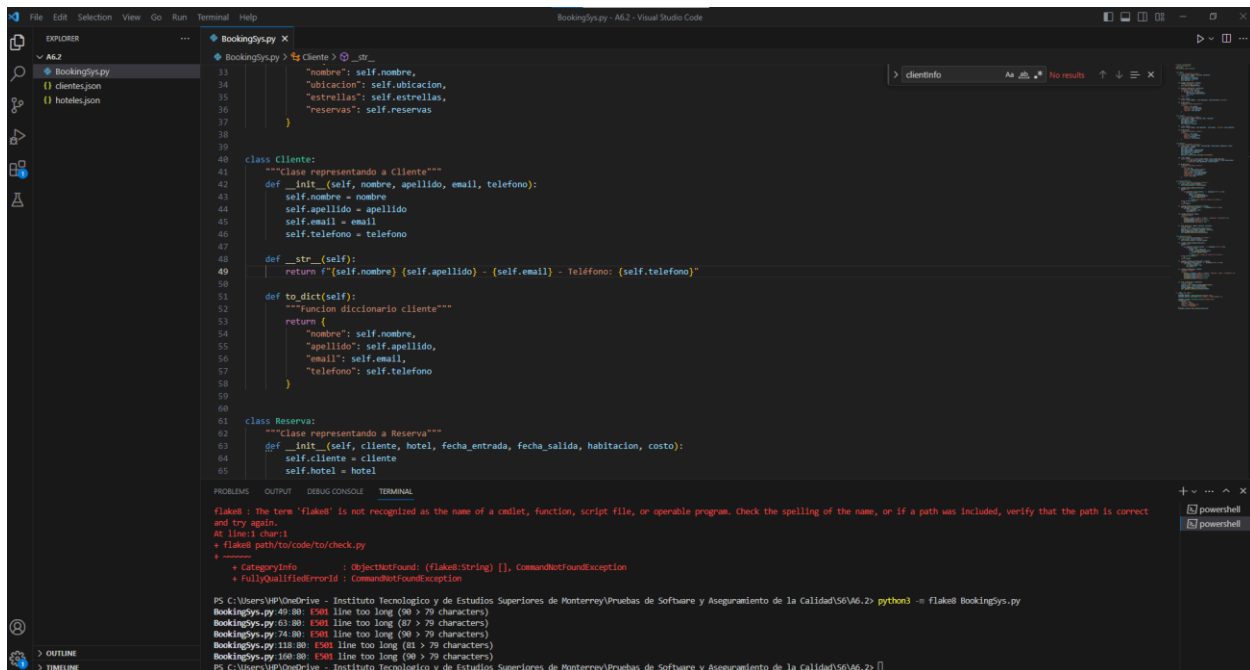 File Edit Selection View Go Run Terminal Help
BookingSys.py - A6.2 - Visual Studio Code
EXPLORER
A6.2
BookingSys.py
clientes.json
hoteles.json
OUTLINE
TIMELINE
BookingSys.py
BookingSys.py > Cliente > __str__
clientInfo Aa ab .* No results
33 "nombre": self.nombre,
34 "ubicacion": self.ubicacion,
35 "estrellas": self.estrellas,
36 "reservas": self.reservas
37 }
38
39
40 class Cliente:
41 """Clase representando a Cliente"""
42 def __init__(self, nombre, apellido, email, telefono):
43 self.nombre = nombre
44 self.apellido = apellido
45 self.email = email
46 self.telefono = telefono
47
48 def __str__(self):
49 return f"{self.nombre} {self.apellido} - {self.email} - Teléfono: {self.telefono}"
50
51 def to_dict(self):
52 """Funcion diccionario cliente"""
53 return {
54 "nombre": self.nombre,
55 "apellido": self.apellido,
56 "email": self.email,
57 "telefono": self.telefono
58 }
59
60
61 class Reserva:
62 """Clase representando a Reserva"""
63 def __init__(self, cliente, hotel, fecha_entrada, fecha_salida, habitacion, costo):
64 self.cliente = cliente
65 self.hotel = hotel
PROBLEMS OUTPUT DEBUG CONSOLE TERMINAL
powershell
powershell
flake8 : The term 'flake8' is not recognized as the name of a cmdlet, function, script file, or operable program. Check the spelling of the name, or if a path was included, verify that the path is correct
and try again.
At line:1 char:1
+ flake8 path/to/code/to/check.py
+ ~~~~~~
+ CategoryInfo : ObjectNotFound: (flake8:String) [], CommandNotFoundException
+ FullyQualifiedErrorId : CommandNotFoundException
PS C:\Users\HP\OneDrive - Instituto Tecnologico y de Estudios Superiores de Monterrey\Pruebas de Software y Aseguramiento de la Calidad\S6\A6.2> python3 -m flake8 BookingSys.py
BookingSys.py:49:80: E501 line too long (90 > 79 characters)
BookingSys.py:63:80: E501 line too long (87 > 79 characters)
BookingSys.py:74:80: E501 line too long (90 > 79 characters)
BookingSys.py:118:80: E501 line too long (81 > 79 characters)
BookingSys.py:160:80: E501 line too long (90 > 79 characters)
PS C:\Users\HP\OneDrive - Instituto Tecnologico y de Estudios Superiores de Monterrey\Pruebas de Software y Aseguramiento de la Calidad\S6\A6.2>